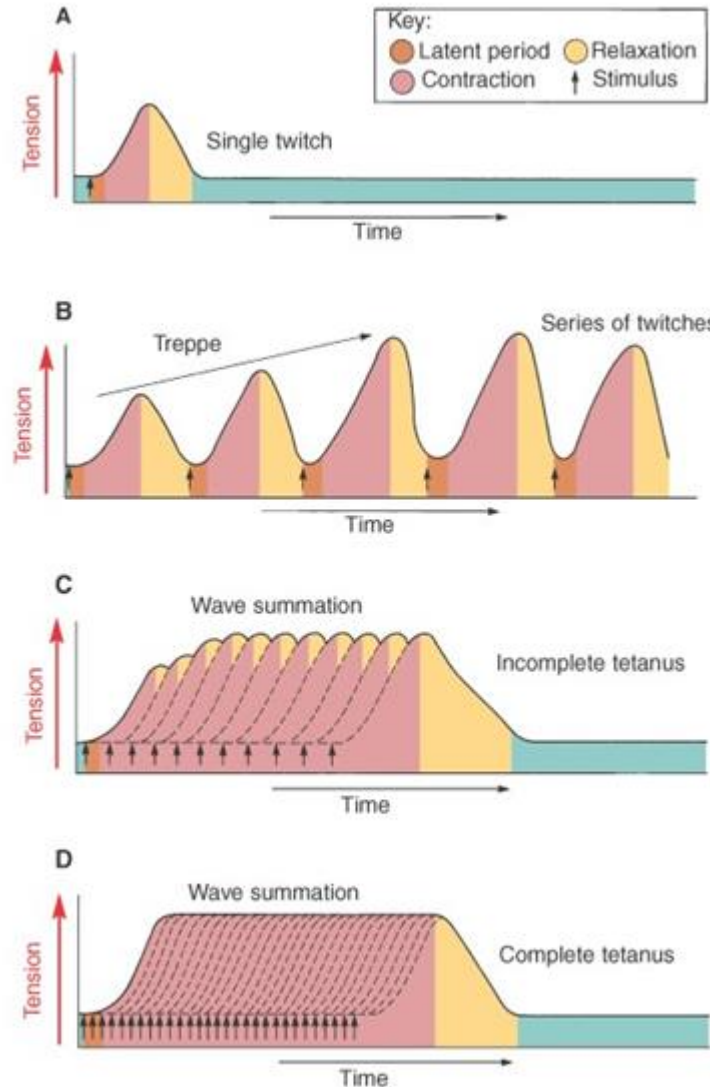 A
Key:
Latent period Relaxation
Contraction Stimulus
Tension
Single twitch
Time
B
Series of twitches
Treppe
Tension
Time
C
Wave summation
Incomplete tetanus
Tension
Time
D
Wave summation
Complete tetanus
Tension
Time